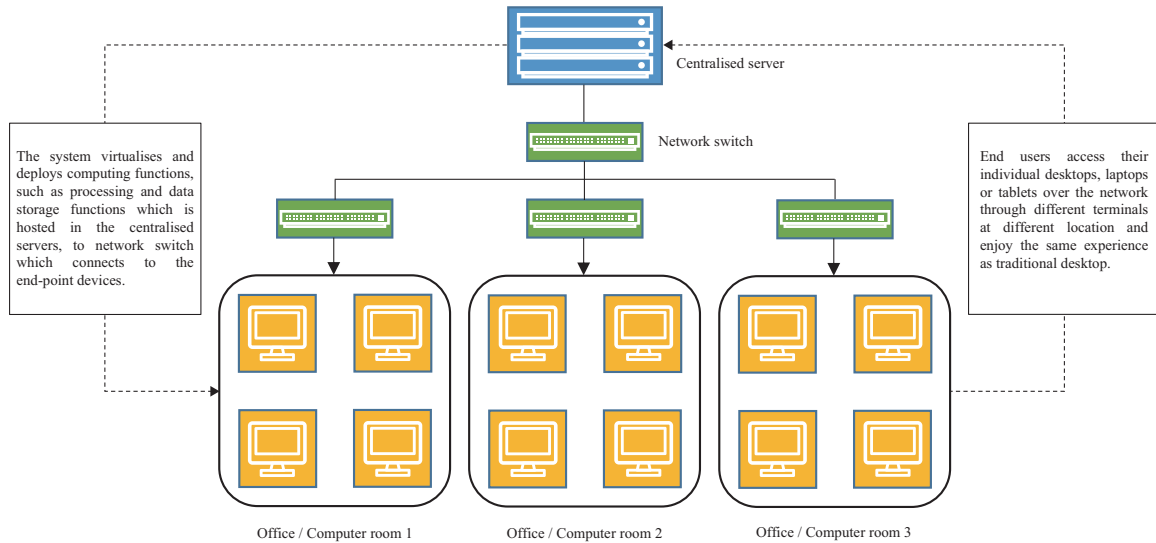 Centralised server
Network switch
The system virtualises and
deploys computing functions,
such as processing and data
storage functions which is
hosted in the centralised
servers, to network switch
which connects to the
end-point devices.
End users access their
individual desktops, laptops
or tablets over the network
through different terminals
at different location and
enjoy the same experience
as traditional desktop.
Office / Computer room 1
Office / Computer room 2
Office / Computer room 3